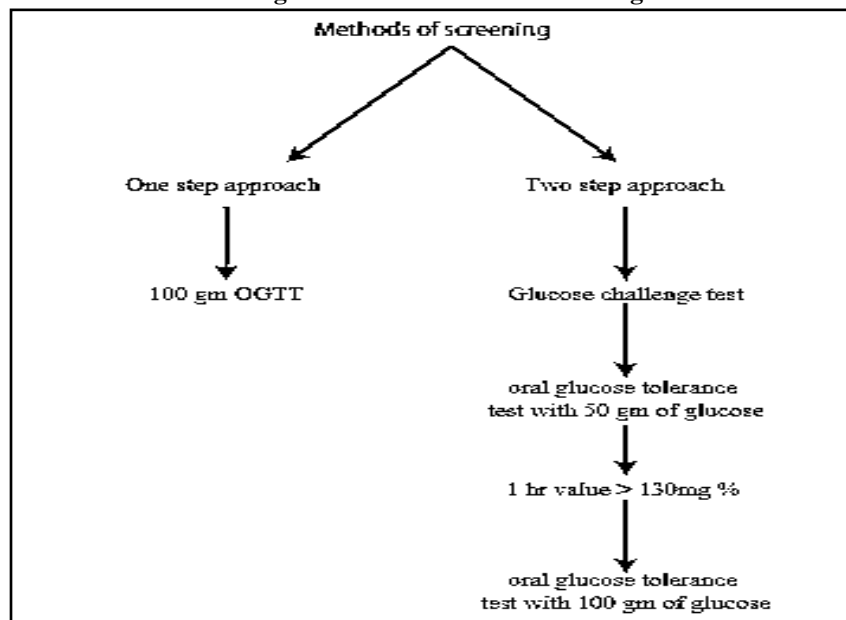 Methods of screening
One step approach
Two step approach
100 gm OGTT
Glucose challenge test
oral glucose tolerance
test with 50 gm of glucose
1 hr value > 130mg %
oral glucose tolerance
test with 100 gm of glucose